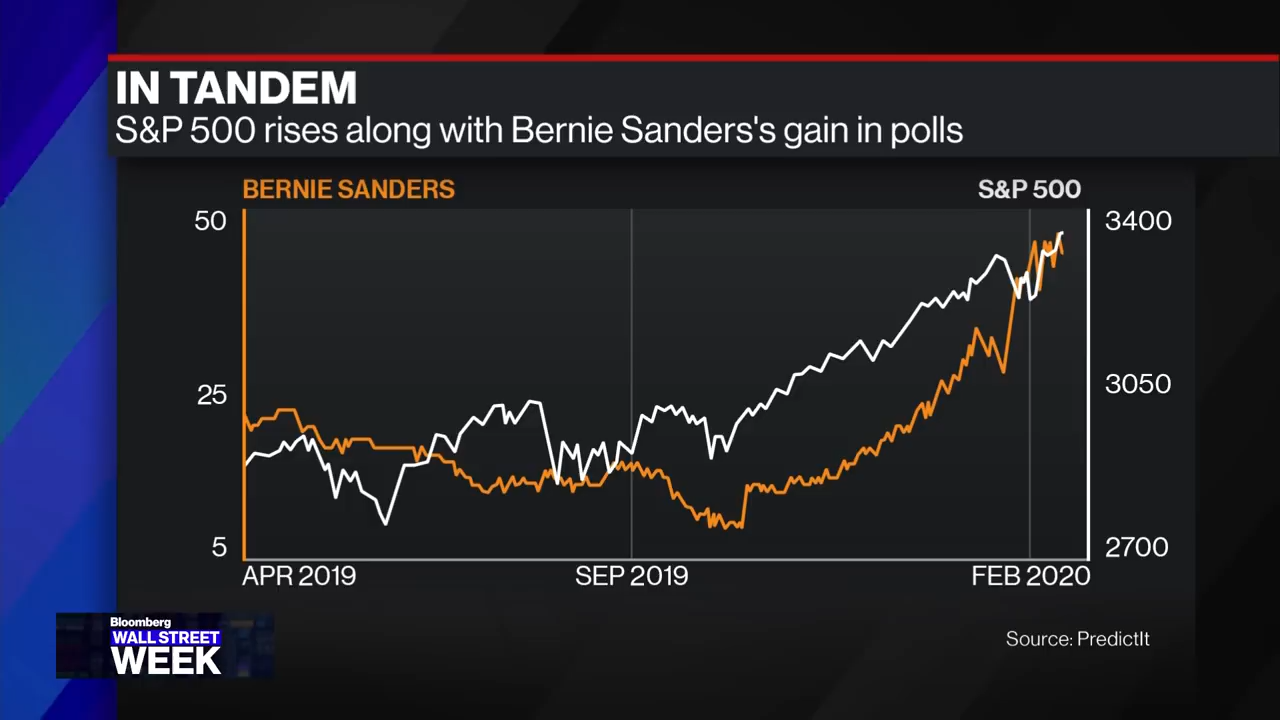 IN TANDEM
S&P 500 rises along with Bernie Sanders's gain in polls
BERNIE SANDERS
S&P 500
50
3400
25
3050
5
2700
APR 2019
SEP 2019
FEB 2020
Bloomberg
WALL STREET
WEEK
Source: PredictIt